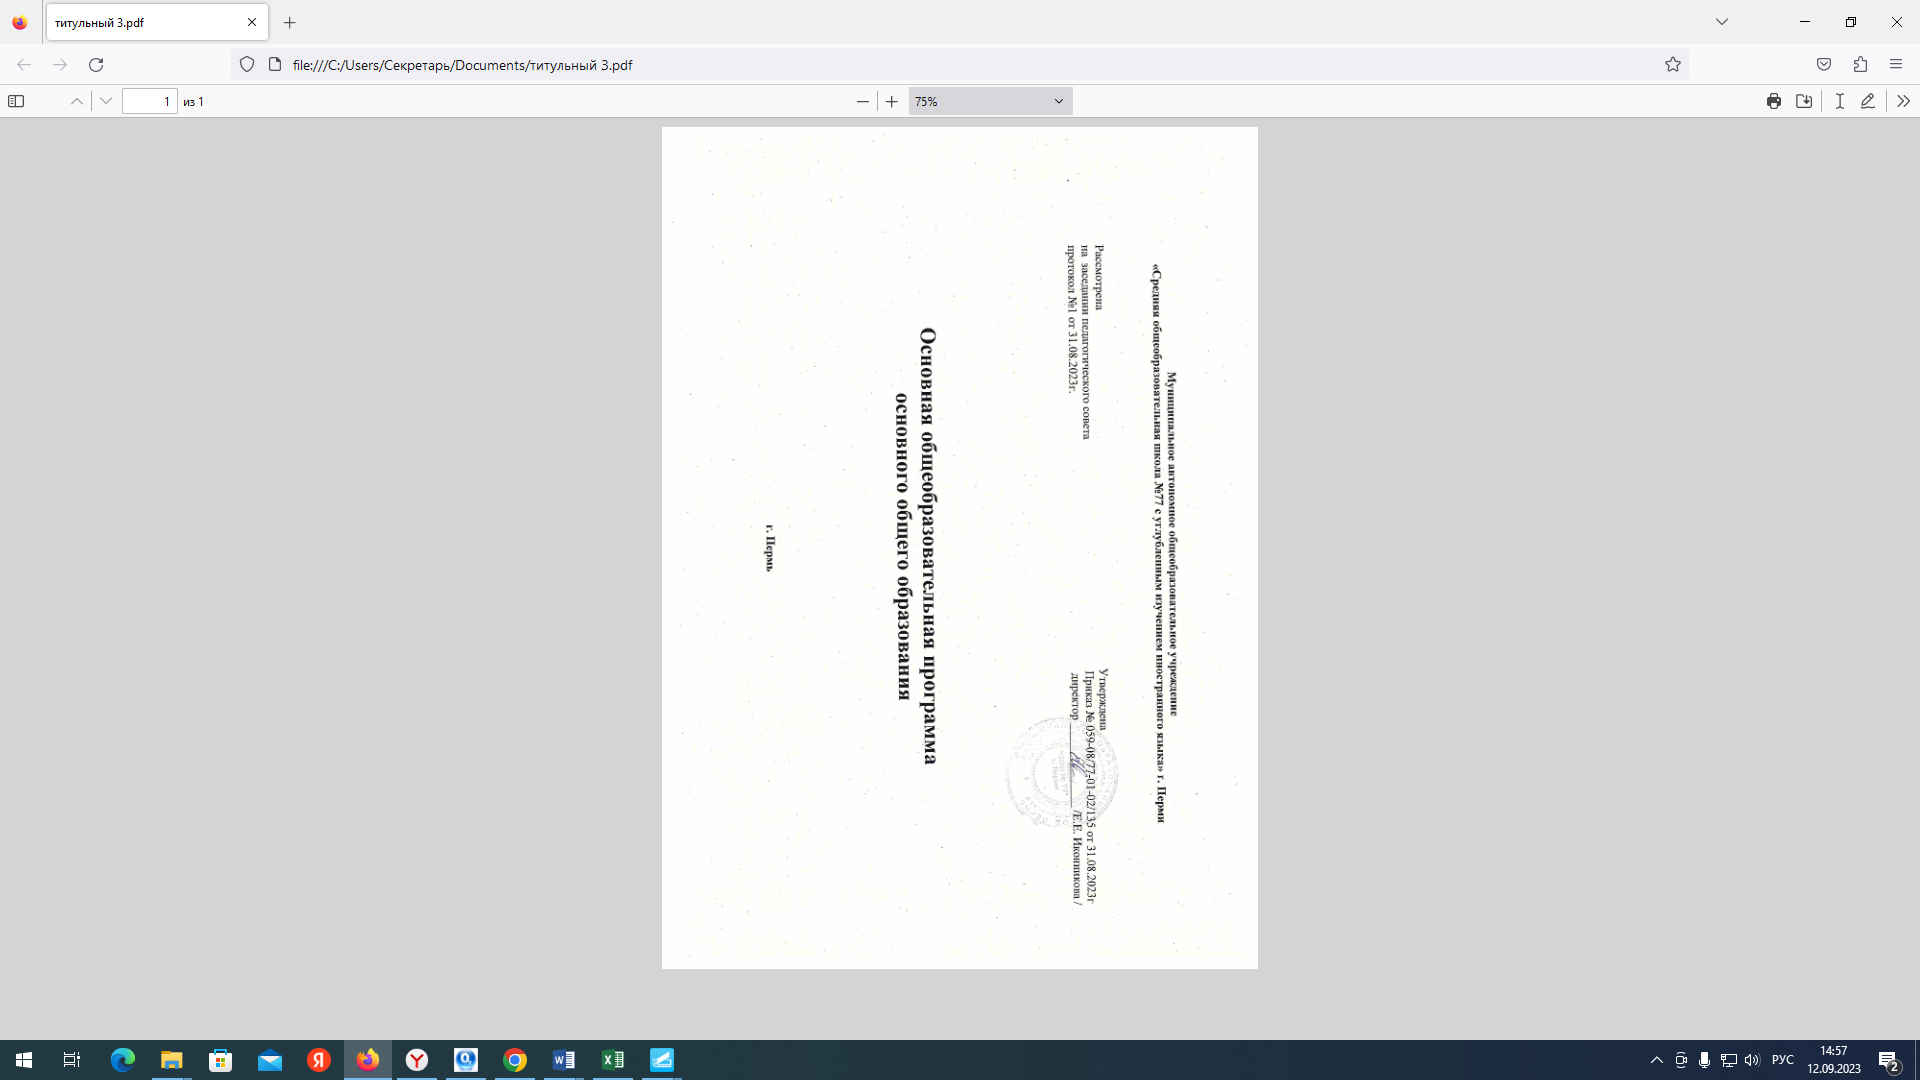 титульный 3.pdf
file:///C:/Users/Секретарь/Documents/титульный 3.pdf
1 из 1
75%
Муниципальное автономное общеобразовательное учреждение
«Средняя общеобразовательная школа №77 с углубленным изучением иностранного языка» г. Перми
Рассмотрена
на заседании педагогического совета
протокол №1 от 31.08.2023г.
Утверждена
Приказ № 059-08/77-01-02/135 от 31.08.2023г
директор /Е.Е. Иконникова /
Основная общеобразовательная программа
основного общего образования
г. Пермь
РУС
14:57
12.09.2023
2